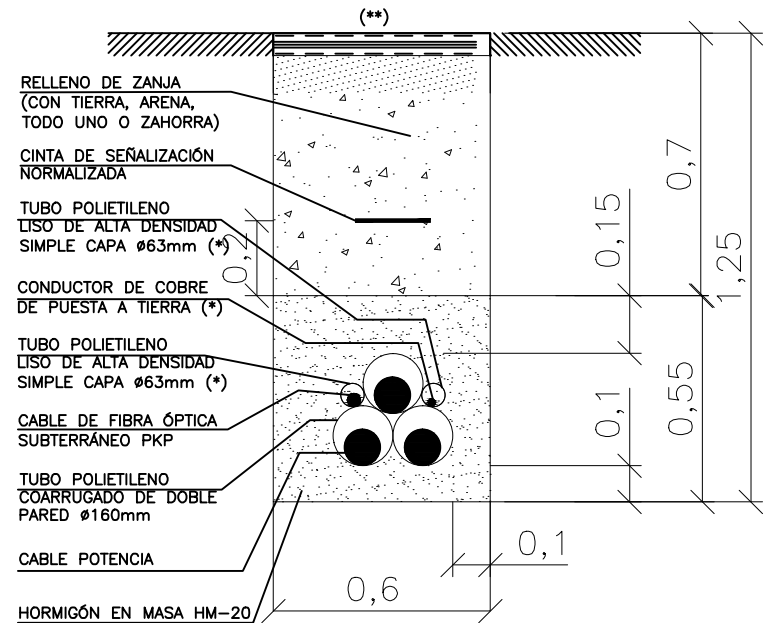 (**)
RELLENO DE ZANJA
(CON TIERRA, ARENA,
TODO UNO O ZAHORRA)
CINTA DE SEÑALIZACIÓN
NORMALIZADA
TUBO POLIETILENO
LISO DE ALTA DENSIDAD
SIMPLE CAPA ø63mm (*)
CONDUCTOR DE COBRE
DE PUESTA A TIERRA (*)
TUBO POLIETILENO
LISO DE ALTA DENSIDAD
SIMPLE CAPA ø63mm (*)
CABLE DE FIBRA ÓPTICA
SUBTERRÁNEO PKP
TUBO POLIETILENO
COARRUGADO DE DOBLE
PARED ø160mm
CABLE POTENCIA
HORMIGÓN EN MASA HM-20
0,2
0,7
0,15
1,25
0,55
0,1
0,1
0,6